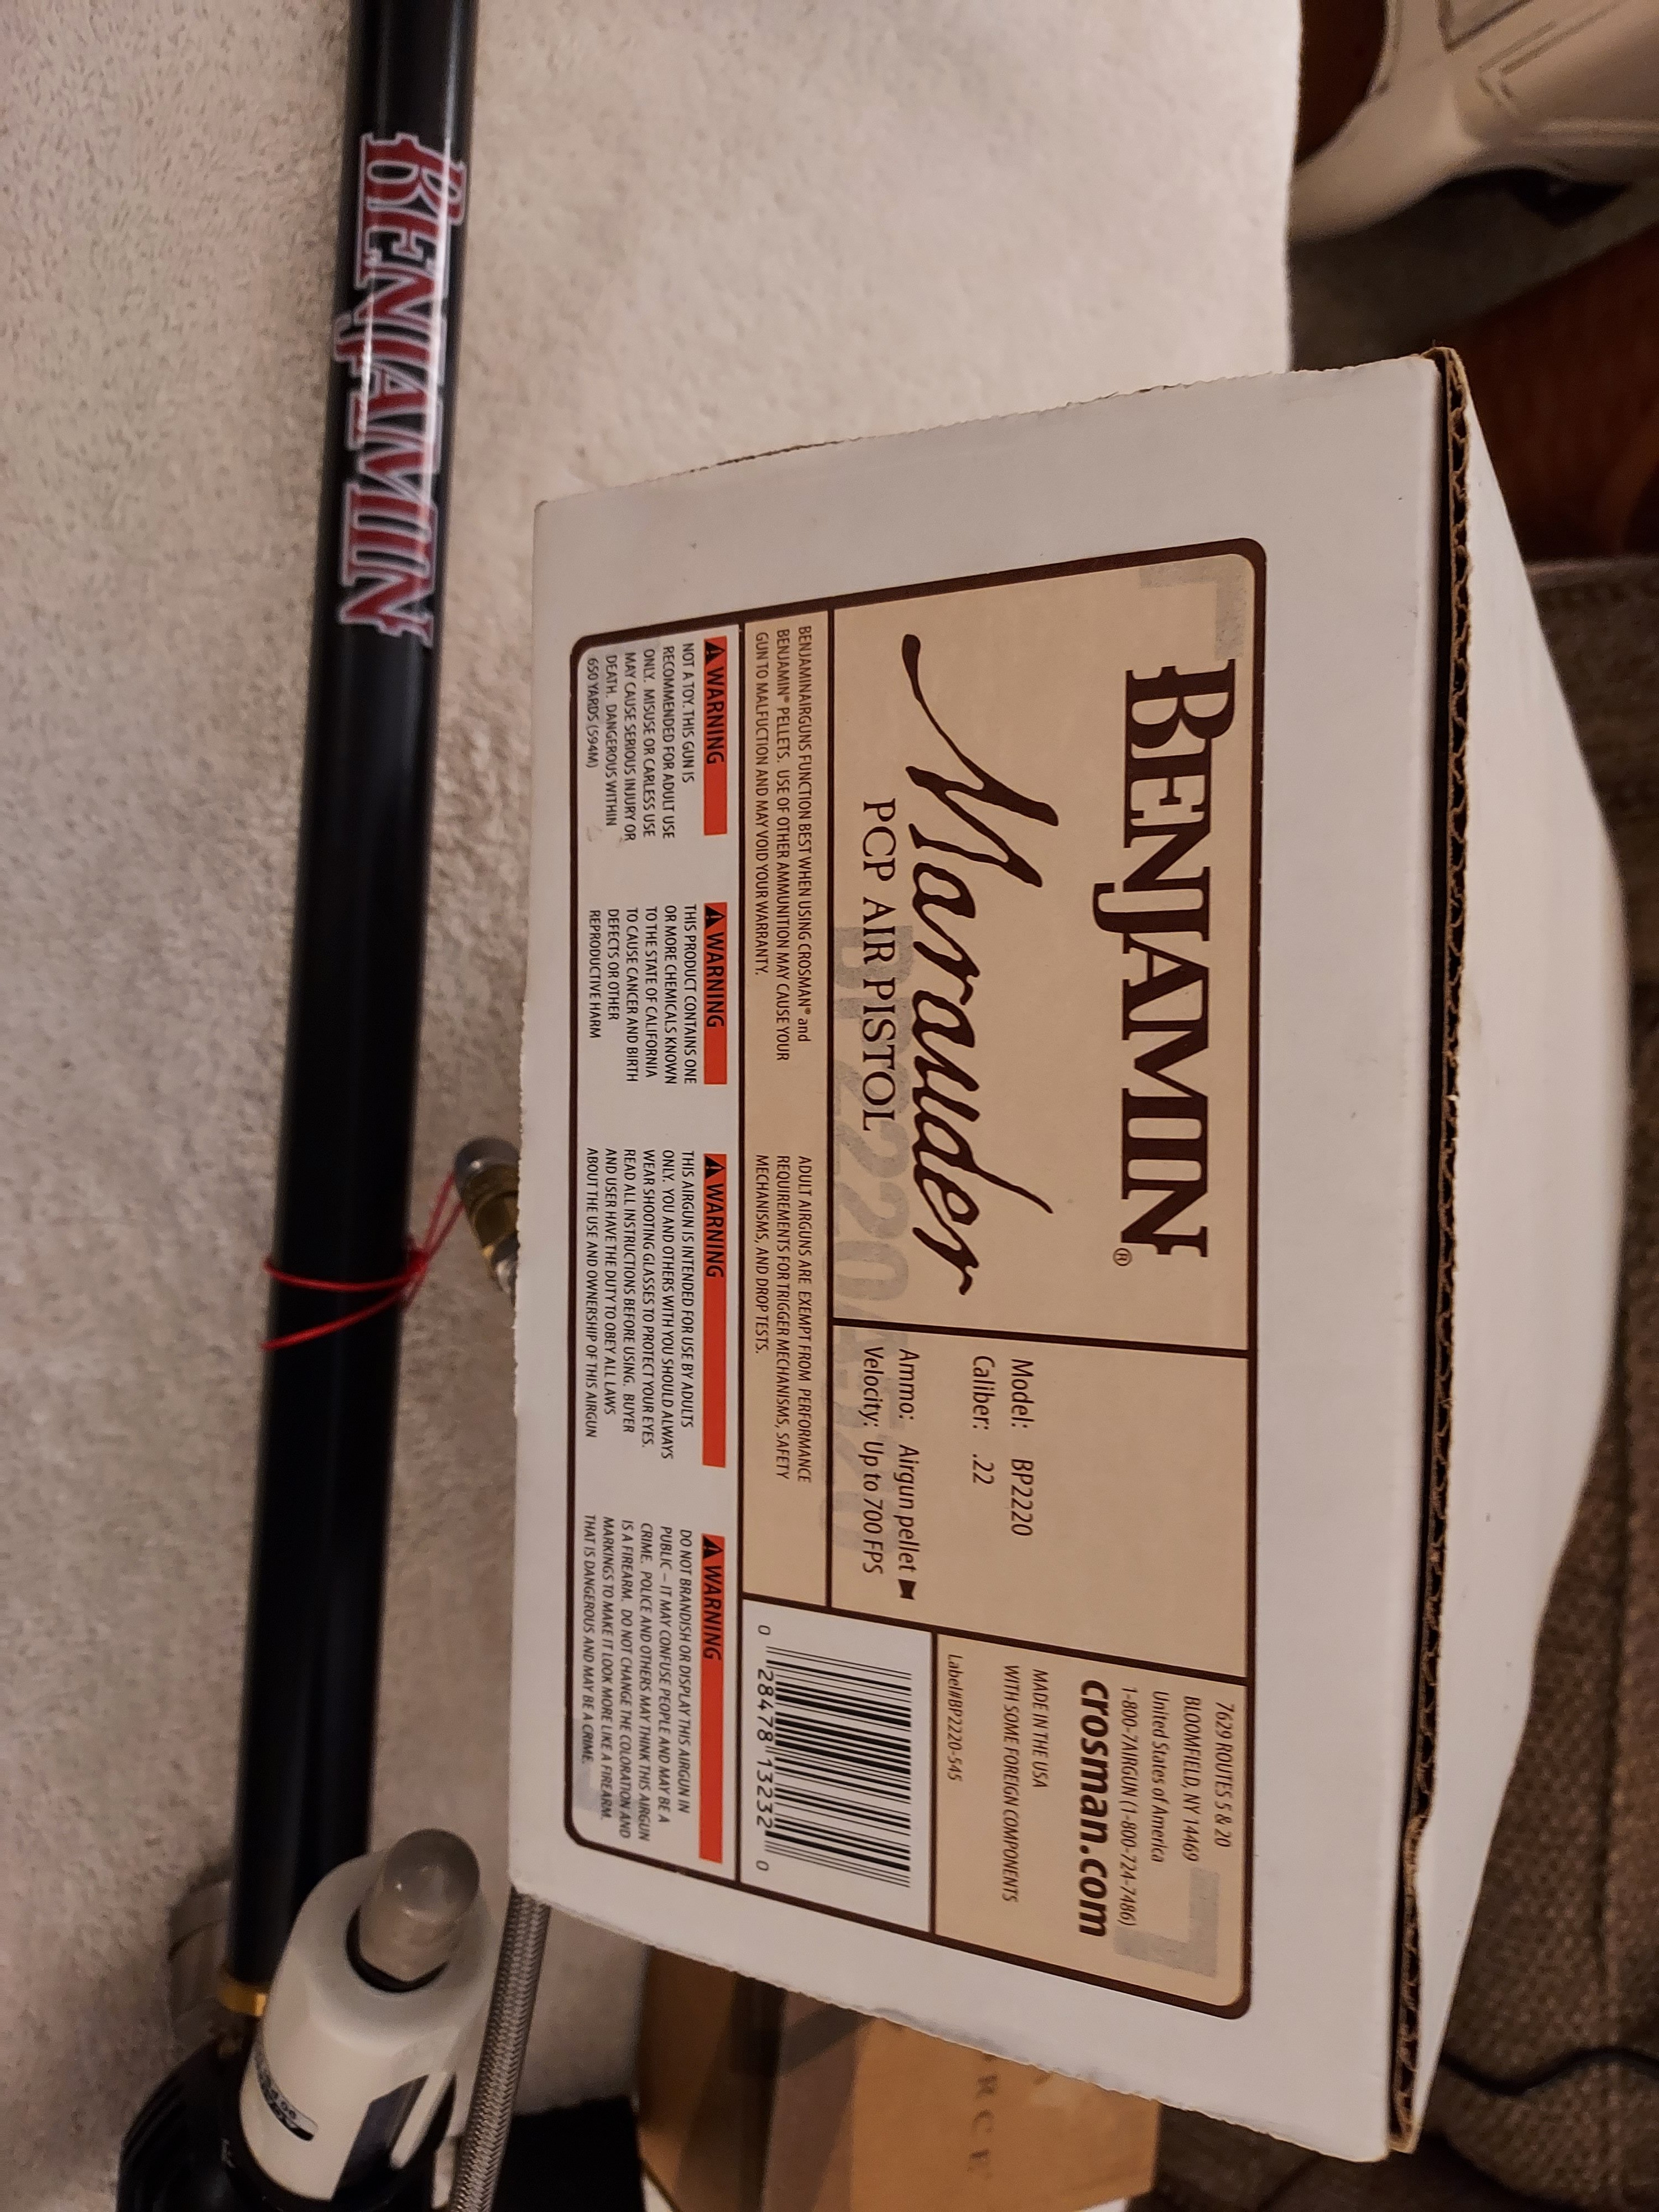 BENJAMIN
BENJAMIN®
Marauder
PCP AIR PISTOL
BP2220
Model: BP2220
Caliber: .22
Ammo: Airgun pellet
Velocity: Up to 700 FPS
7629 ROUTES 5 & 20
BLOOMFIELD, NY 14469
United States of America
1-800-7AIRGUN (1-800-724-7486)
crosman.com
MADE IN THE USA
WITH SOME FOREIGN COMPONENTS
Label#BP2220-545
0 28478 13232 0
BENJAMIN AIRGUNS FUNCTION BEST WHEN USING CROSMAN® and
BENJAMIN® PELLETS. USE OF OTHER AMMUNITION MAY CAUSE YOUR
GUN TO MALFUCTION AND MAY VOID YOUR WARRANTY.
ADULT AIRGUNS ARE EXEMPT FROM PERFORMANCE
REQUIREMENTS FOR TRIGGER MECHANISMS, SAFETY
MECHANISMS, AND DROP TESTS.
WARNING
NOT A TOY. THIS GUN IS
RECOMMENDED FOR ADULT USE
ONLY. MISUSE OR CARLESS USE
MAY CAUSE SERIOUS INJURY OR
DEATH. DANGEROUS WITHIN
650 YARDS (594M)
WARNING
THIS PRODUCT CONTAINS ONE
OR MORE CHEMICALS KNOWN
TO THE STATE OF CALIFORNIA
TO CAUSE CANCER AND BIRTH
DEFECTS OR OTHER
REPRODUCTIVE HARM
WARNING
THIS AIRGUN IS INTENDED FOR USE BY ADULTS
ONLY. YOU AND OTHERS WITH YOU SHOULD ALWAYS
WEAR SHOOTING GLASSES TO PROTECT YOUR EYES.
READ ALL INSTRUCTIONS BEFORE USING. BUYER
AND USER HAVE THE DUTY TO OBEY ALL LAWS
ABOUT THE USE AND OWNERSHIP OF THIS AIRGUN
WARNING
DO NOT BRANDISH OR DISPLAY THIS AIRGUN IN
PUBLIC – IT MAY CONFUSE PEOPLE AND MAY BE A
CRIME. POLICE AND OTHERS MAY THINK THIS AIRGUN
IS A FIREARM. DO NOT CHANGE THE COLORATION AND
MARKINGS TO MAKE IT LOOK MORE LIKE A FIREARM.
THAT IS DANGEROUS AND MAY BE A CRIME.